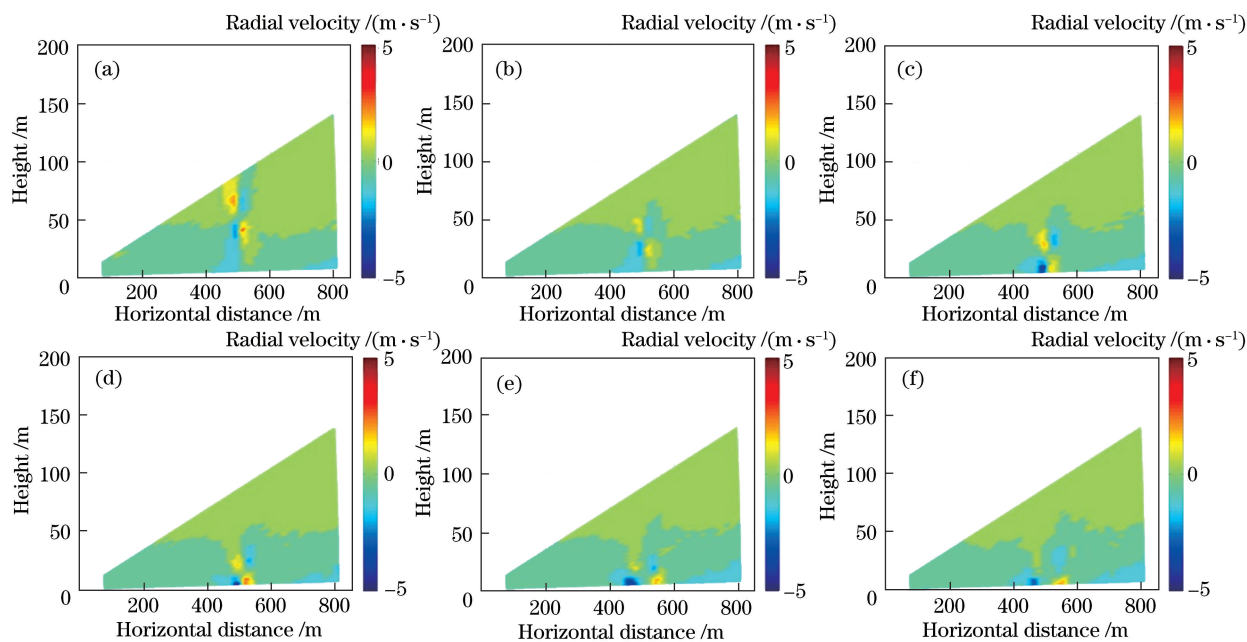 Radial velocity /(m · s⁻¹) Radial velocity /(m · s⁻¹) Radial velocity /(m · s⁻¹)
200 5 200 5 200 5
(a) (b) (c)
150 150 150
Height /m Height /m Height /m
100 0 100 0 100 0
50 50 50
0 -5 0 -5 0 -5
200 400 600 800 200 400 600 800 200 400 600 800
Horizontal distance /m Horizontal distance /m Horizontal distance /m
Radial velocity /(m · s⁻¹) Radial velocity /(m · s⁻¹) Radial velocity /(m · s⁻¹)
200 5 200 5 200 5
(d) (e) (f)
150 150 150
Height /m Height /m Height /m
100 0 100 0 100 0
50 50 50
0 -5 0 -5 0 -5
200 400 600 800 200 400 600 800 200 400 600 800
Horizontal distance /m Horizontal distance /m Horizontal distance /m